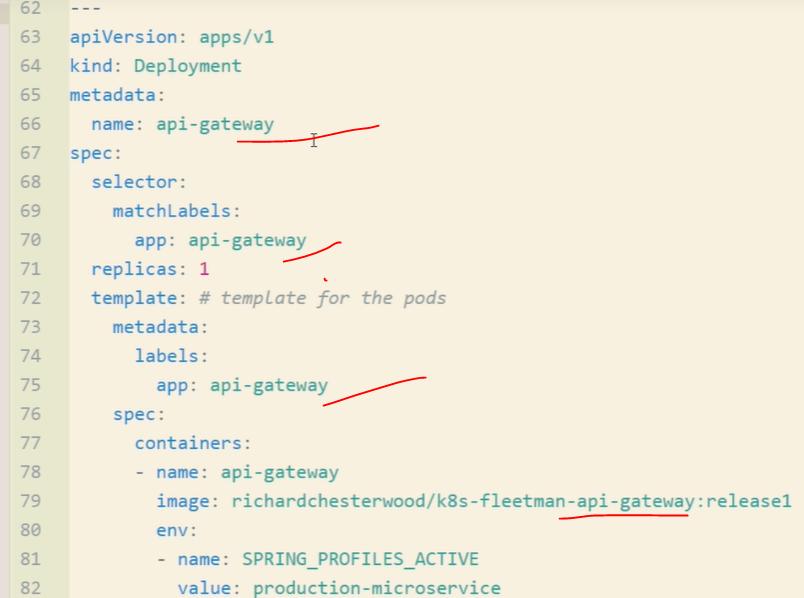 62 ---
63 apiVersion: apps/v1
64 kind: Deployment
65 metadata:
66   name: api-gateway
67 spec:
68   selector:
69     matchLabels:
70       app: api-gateway
71   replicas: 1
72   template: # template for the pods
73     metadata:
74       labels:
75         app: api-gateway
76     spec:
77       containers:
78       - name: api-gateway
79         image: richardchesterwood/k8s-fleetman-api-gateway:release1
80         env:
81         - name: SPRING_PROFILES_ACTIVE
82           value: production-microservice